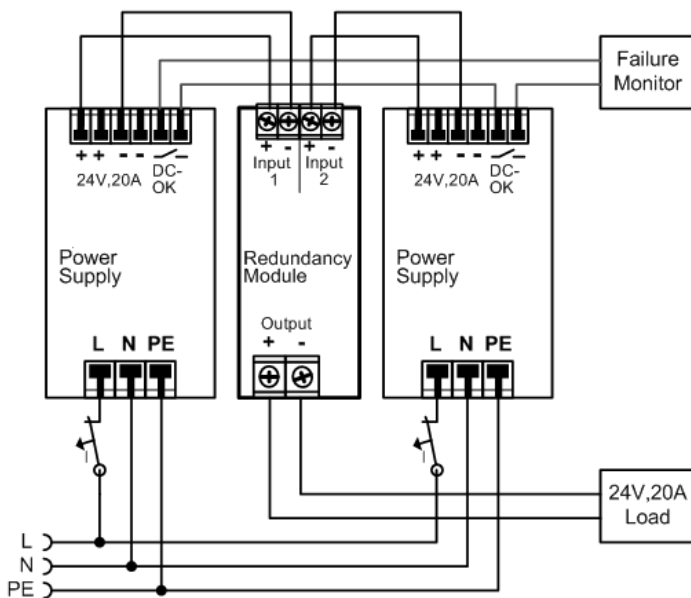 Failure
Monitor
+ + - -
24V,20A
DC-
OK
Power
Supply
L N PE
+ - + -
Input
1
Input
2
Redundancy
Module
Output
+ -
+ + - -
24V,20A
DC-
OK
Power
Supply
L N PE
24V,20A
Load
L
N
PE